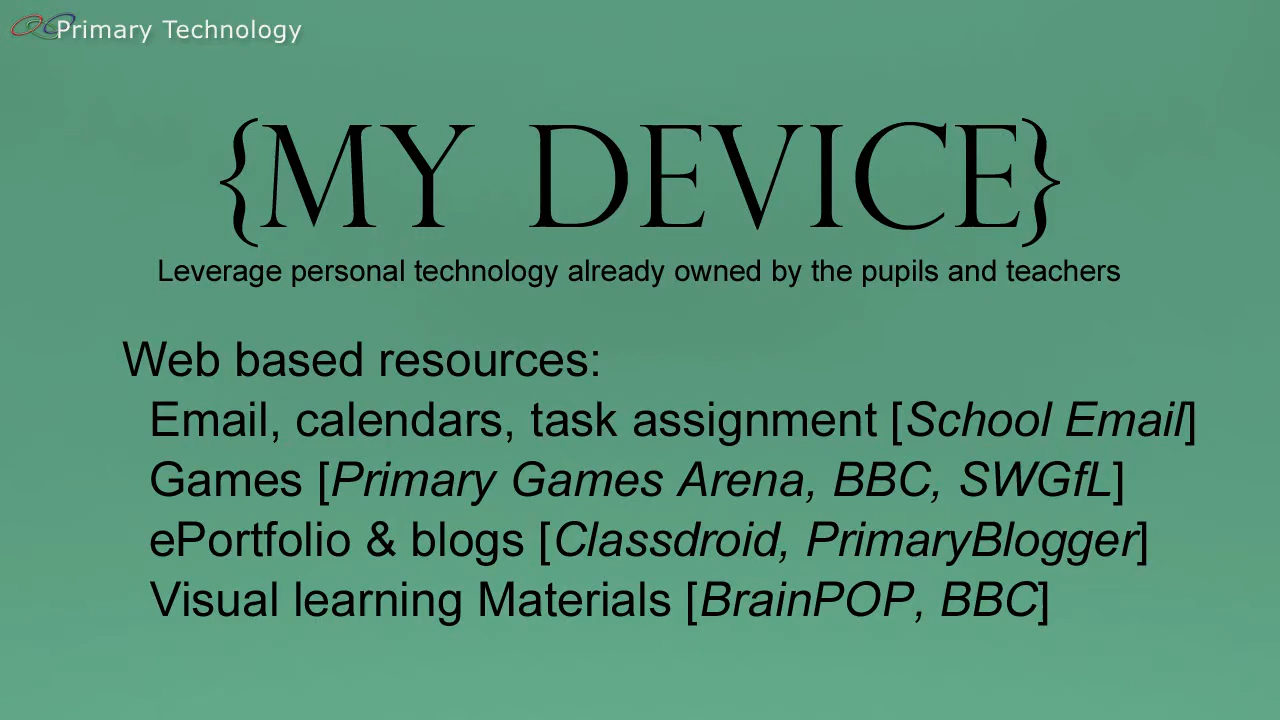 Primary Technology
{MY DEVICE}
Leverage personal technology already owned by the pupils and teachers
Web based resources:
Email, calendars, task assignment [School Email]
Games [Primary Games Arena, BBC, SWGfL]
ePortfolio & blogs [Classdroid, PrimaryBlogger]
Visual learning Materials [BrainPOP, BBC]